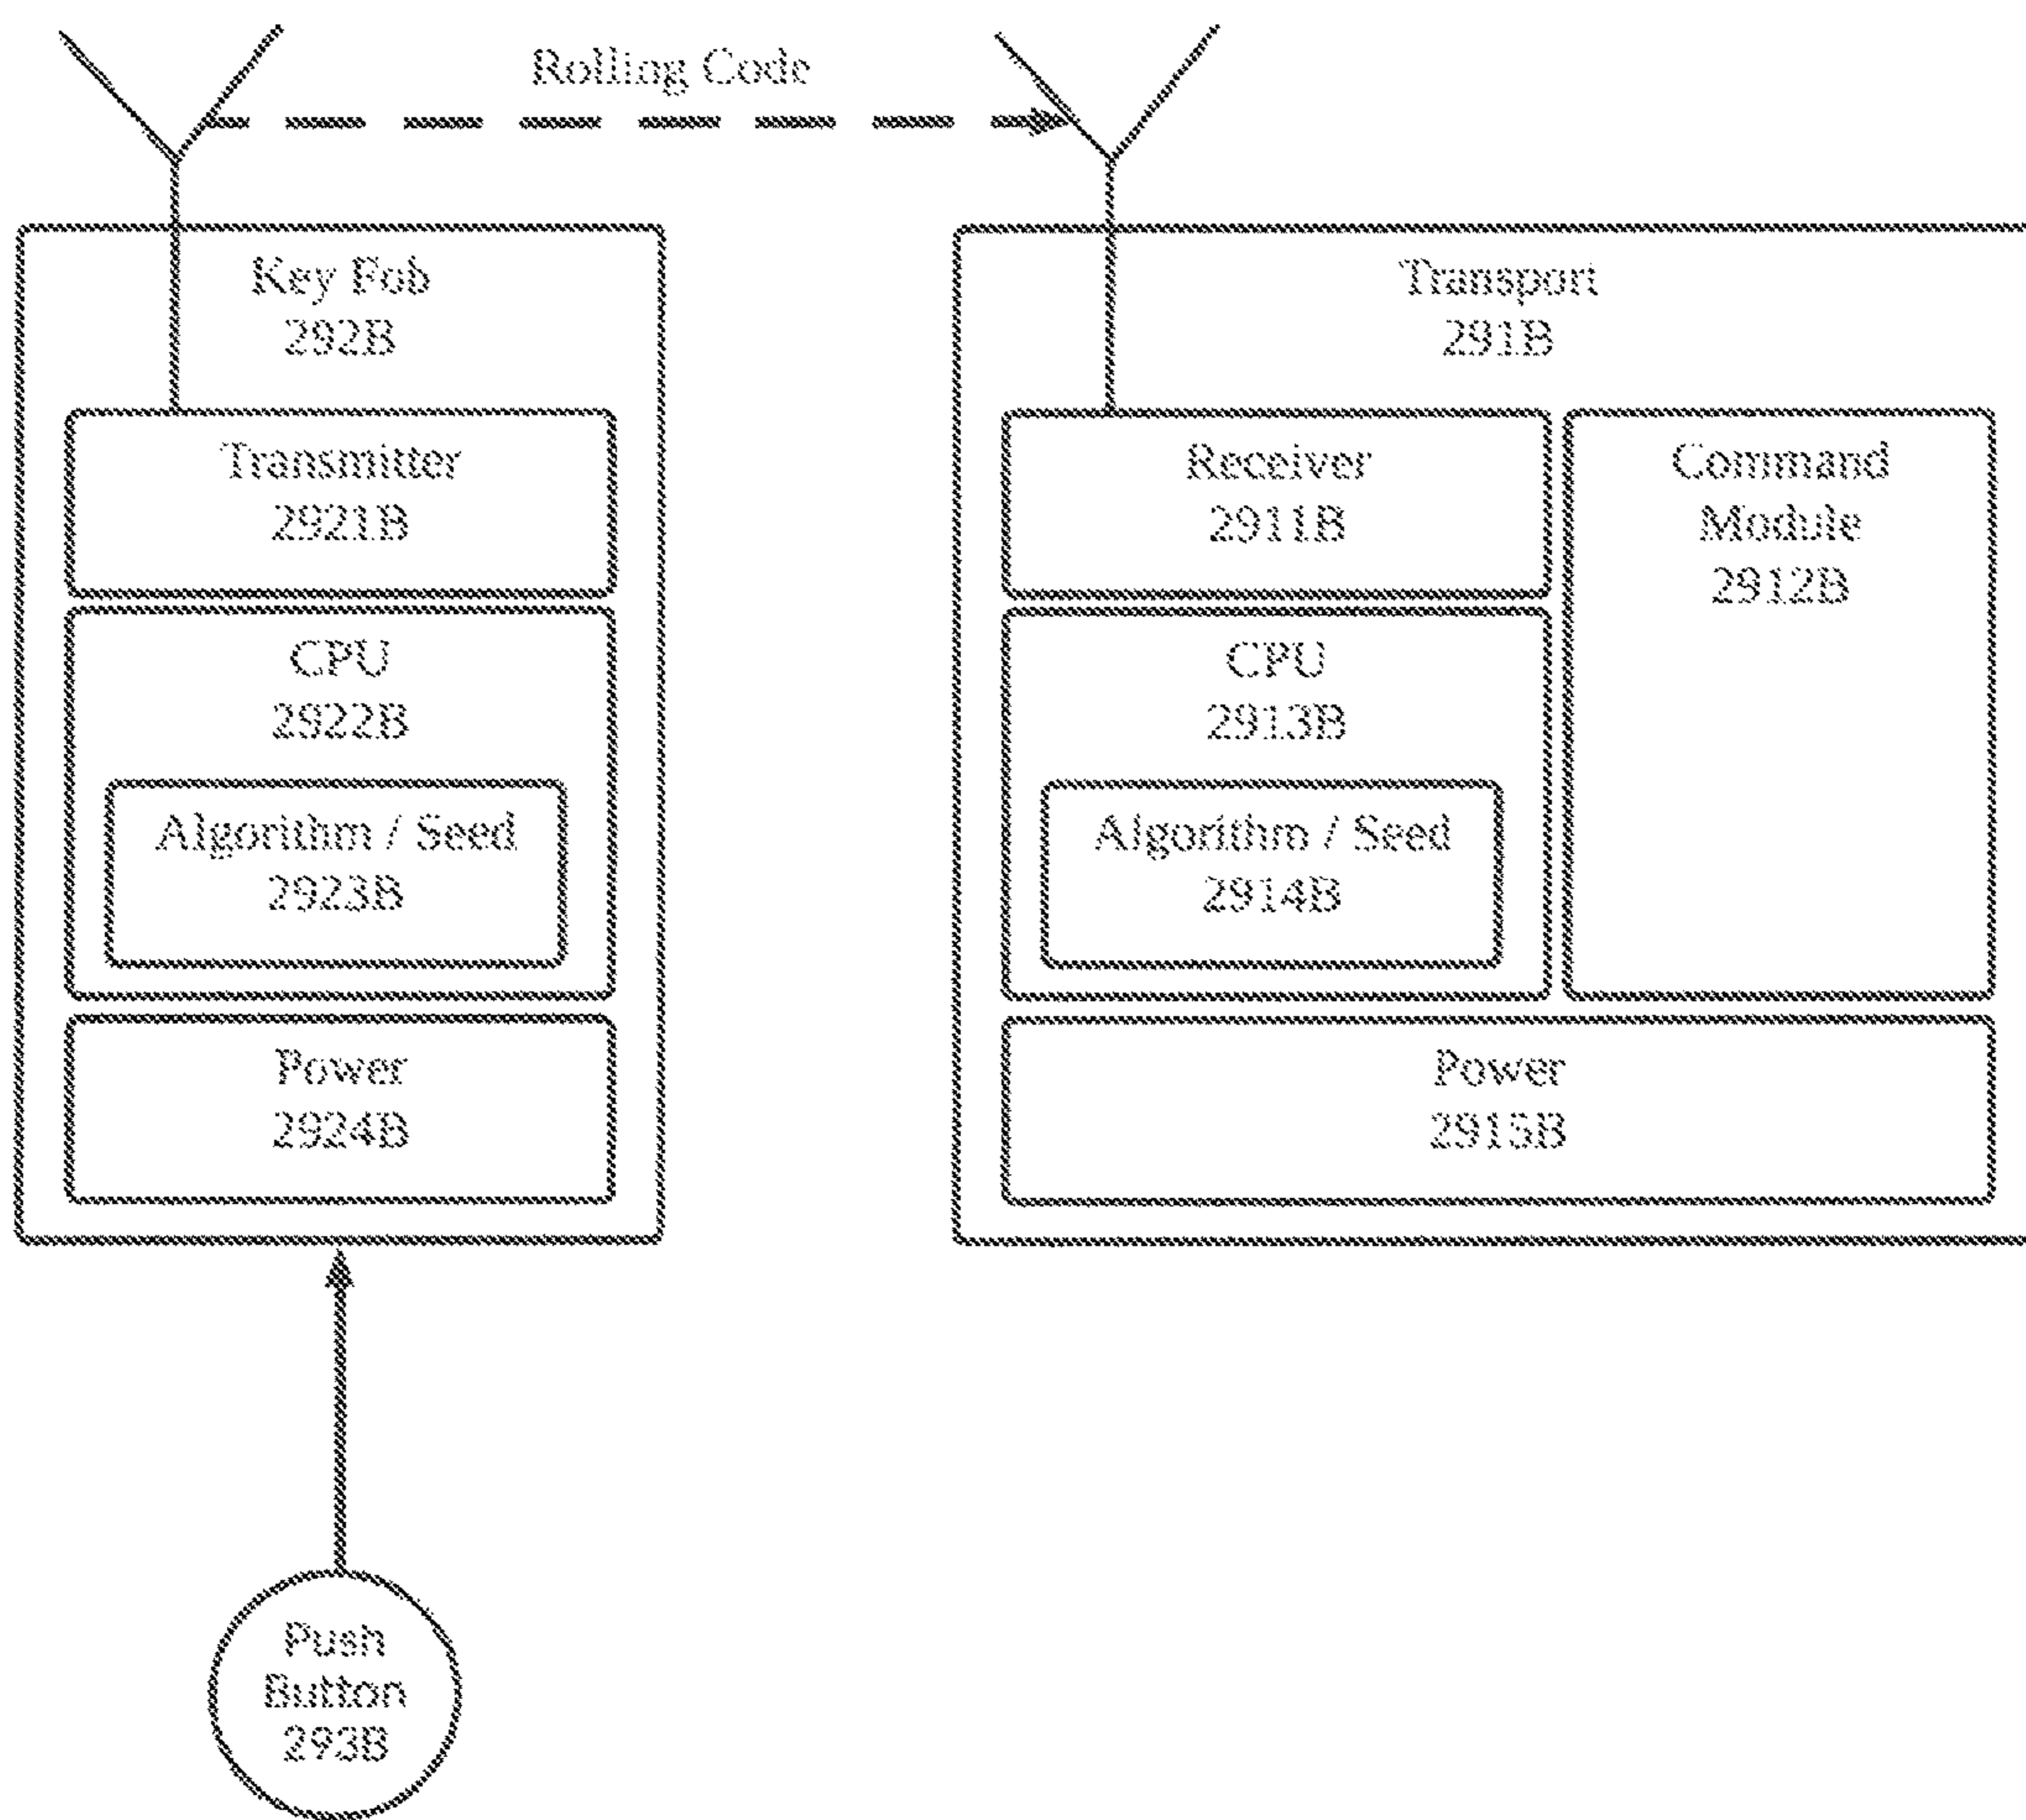 Rolling Code
Key Fob
292B
Transmitter
2921B
CPU
2922B
Algorithm / Seed
2923B
Power
2924B
Transport
291B
Receiver
2911B
Command
Module
2912B
CPU
2913B
Algorithm / Seed
2914B
Power
2915B
Push
Button
293B